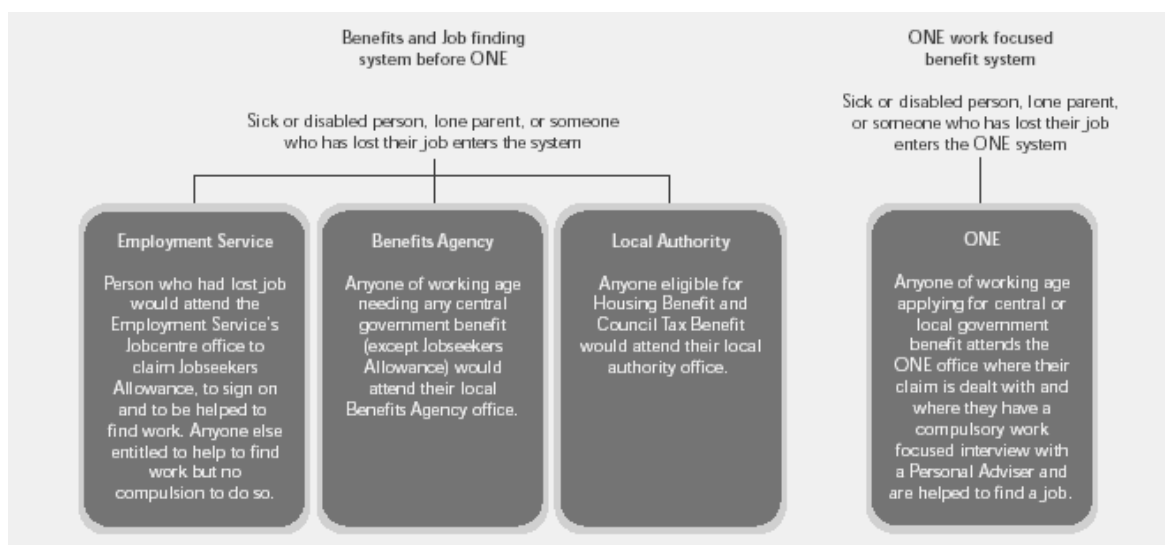 Benefits and Job finding
system before ONE
Sick or disabled person, lone parent, or someone
who has lost their job enters the system
Employment Service
Person who had lost job
would attend the
Employment Service's
Jobcentre office to
claim Jobseekers
Allowance, to sign on
and to be helped to
find work. Anyone else
entitled to help to find
work but no
compulsion to do so.
Benefits Agency
Anyone of working age
needing any central
government benefit
(except Jobseekers
Allowance) would
attend their local
Benefits Agency office.
Local Authority
Anyone eligible for
Housing Benefit and
Council Tax Benefit
would attend their local
authority office.
ONE work focused
benefit system
Sick or disabled person, lone parent,
or someone who has lost their job
enters the ONE system
ONE
Anyone of working age
applying for central or
local government
benefit attends the
ONE office where their
claim is dealt with and
where they have a
compulsory work
focused interview with
a Personal Adviser and
are helped to find a job.